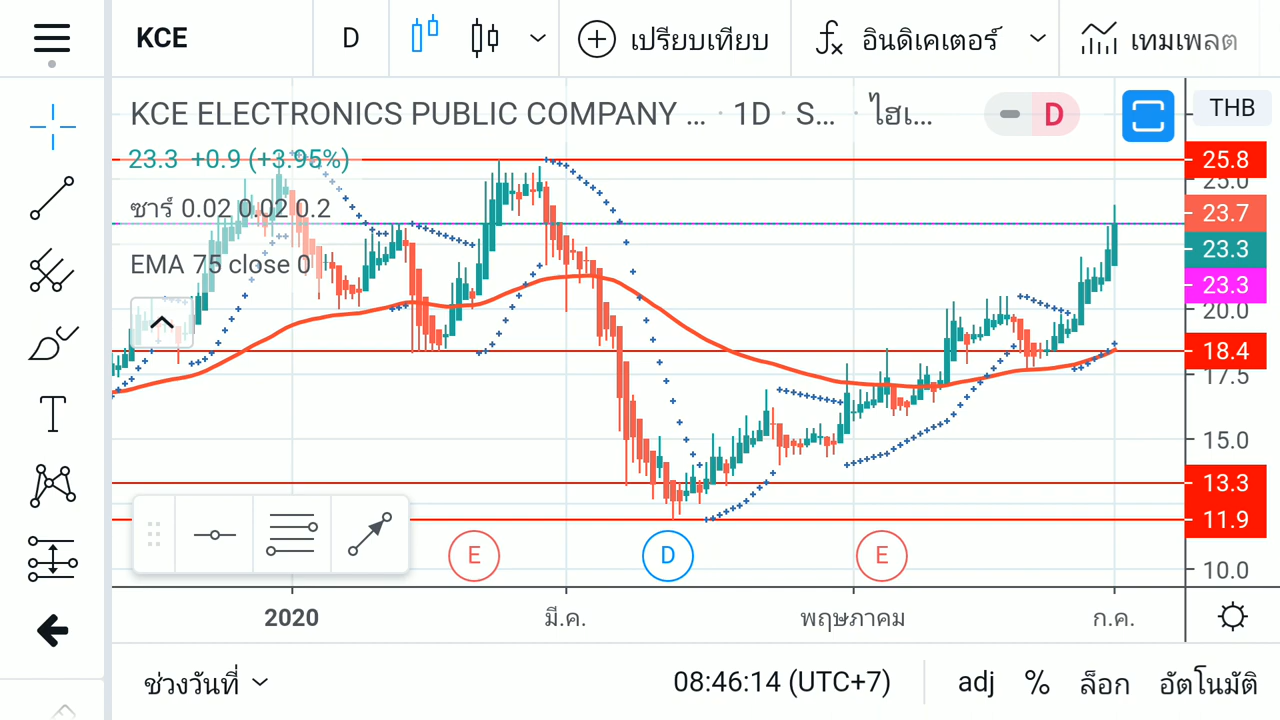 KCE D เปรียบเทียบ อินดิเคเตอร์ เทมเพลต
KCE ELECTRONICS PUBLIC COMPANY ... · 1D · S... · ไฮเ... D THB
23.3 +0.9 (+3.95%)
25.8
25.0
ซาร์ 0.02 0.02 0.2
23.7
23.3
EMA 75 close 0
23.3
20.0
18.4
17.5
15.0
13.3
11.9
E D E
10.0
2020 มี.ค. พฤษภาคม ก.ค.
ช่วงวันที่ 08:46:14 (UTC+7) adj % ล็อก อัตโนมัติ